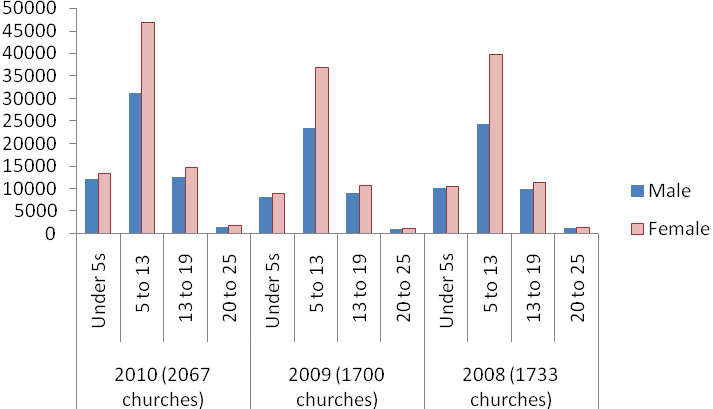 50000
45000
40000
35000
30000
25000
20000
15000
10000
5000
0
Under 5s
5 to 13
13 to 19
20 to 25
Under 5s
5 to 13
13 to 19
20 to 25
Under 5s
5 to 13
13 to 19
20 to 25
2010 (2067
churches)
2009 (1700
churches)
2008 (1733
churches)
Male
Female